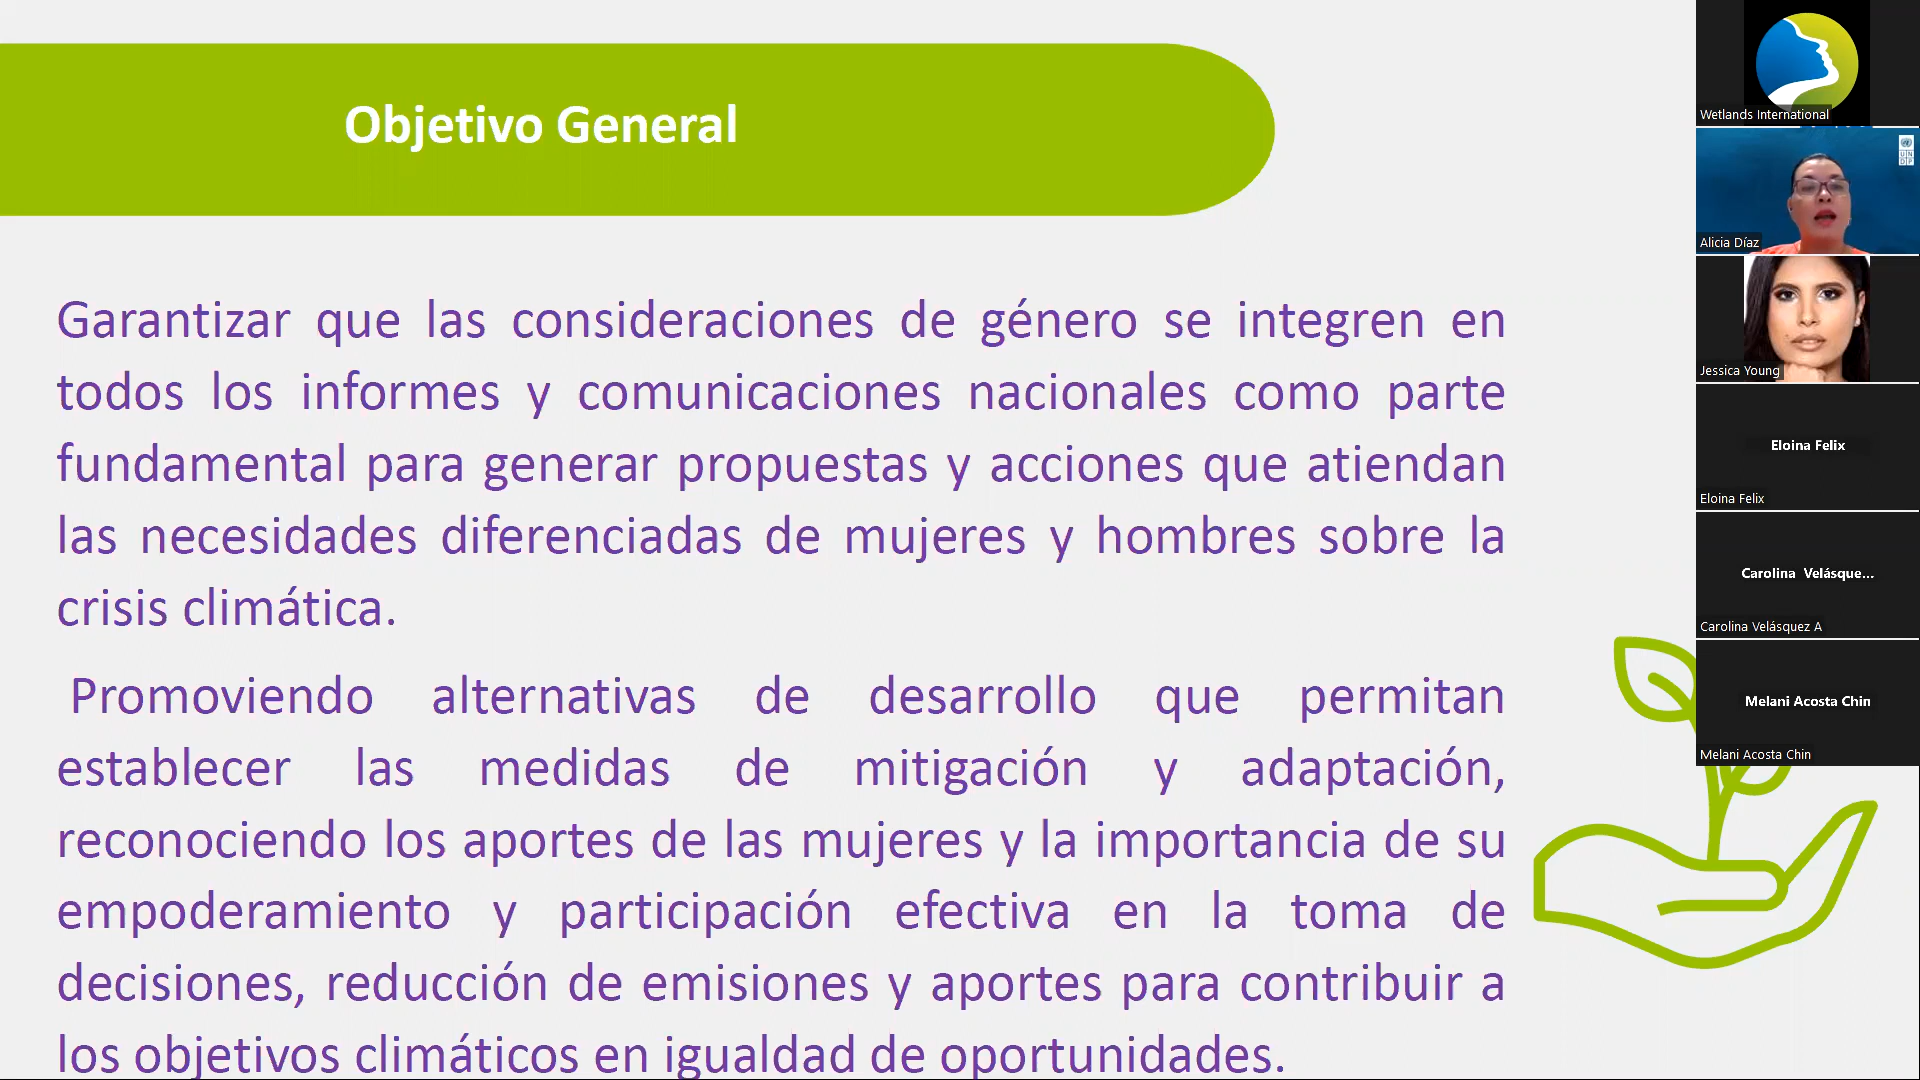 Objetivo General
Garantizar que las consideraciones de género se integren en
todos los informes y comunicaciones nacionales como parte
fundamental para generar propuestas y acciones que atiendan
las necesidades diferenciadas de mujeres y hombres sobre la
crisis climática.
Promoviendo alternativas de desarrollo que permitan
establecer las medidas de mitigación y adaptación,
reconociendo los aportes de las mujeres y la importancia de su
empoderamiento y participación efectiva en la toma de
decisiones, reducción de emisiones y aportes para contribuir a
los objetivos climáticos en igualdad de oportunidades.
Wetlands International
UN
DP
Alicia Díaz
Jessica Young
Eloina Felix
Eloina Felix
Carolina Velásque...
Carolina Velásquez A
Melani Acosta Chin
Melani Acosta Chin